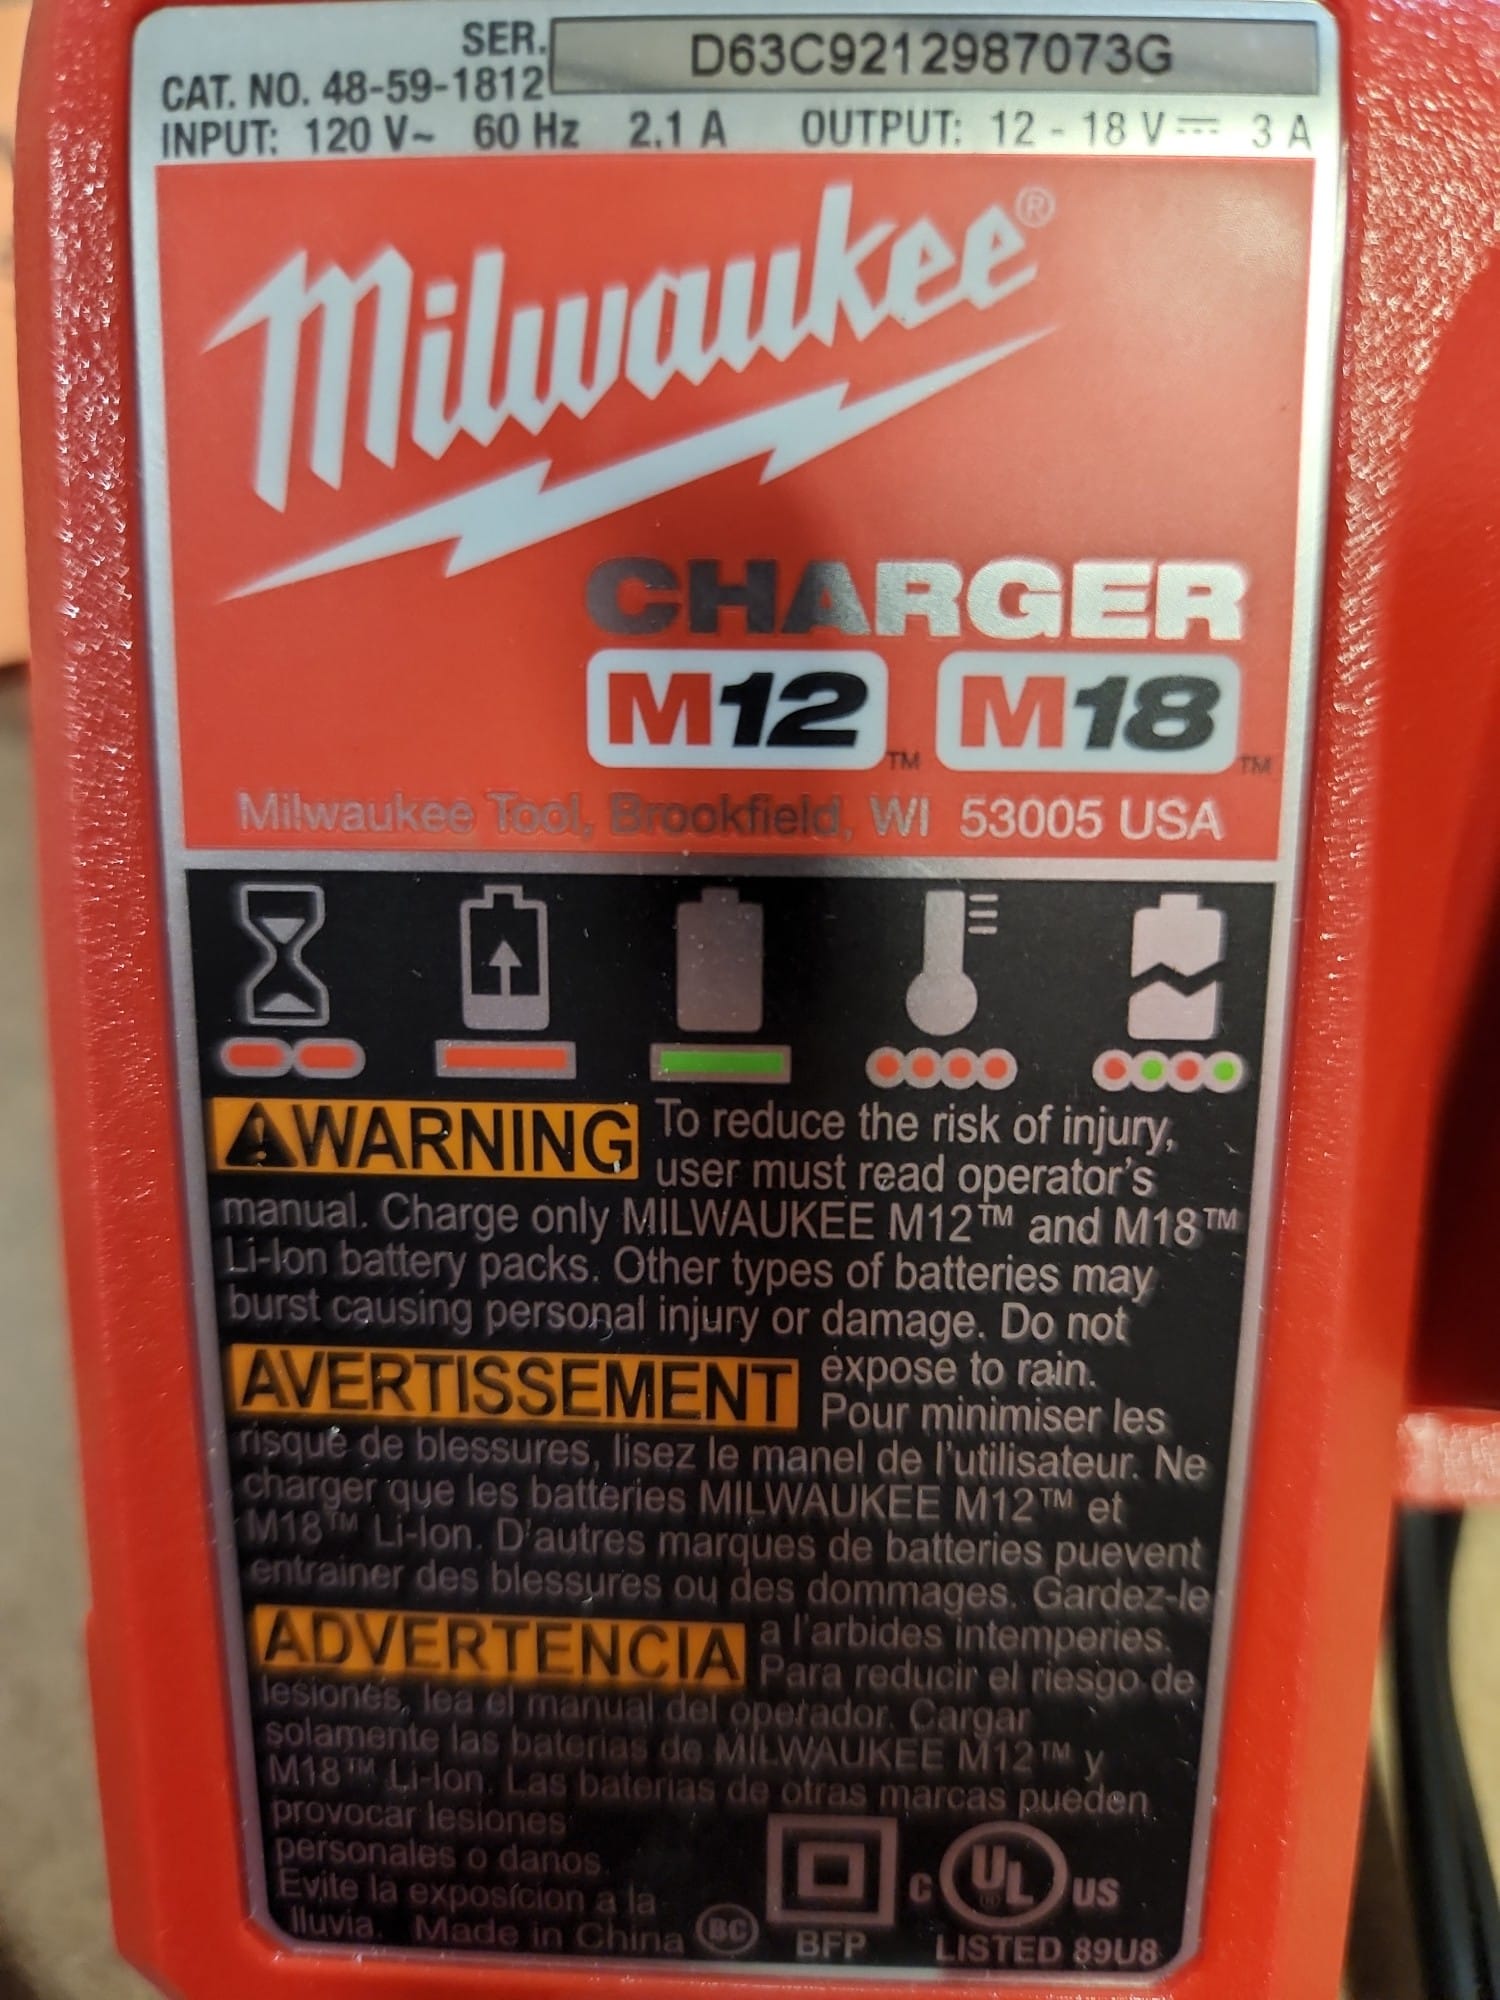 SER. D63C9212987073G
CAT. NO. 48-59-1812
INPUT: 120 V~ 60 Hz 2.1 A OUTPUT: 12 - 18 V⎓ 3 A
Milwaukee®
CHARGER
M12™ M18™
Milwaukee Tool, Brookfield, WI 53005 USA
⚠WARNING To reduce the risk of injury,
user must read operator's
manual. Charge only MILWAUKEE M12™ and M18™
Li-Ion battery packs. Other types of batteries may
burst causing personal injury or damage. Do not
expose to rain.
AVERTISSEMENT Pour minimiser les
risque de blessures, lisez le manel de l'utilisateur. Ne
charger que les batteries MILWAUKEE M12™ et
M18™ Li-Ion. D'autres marques de batteries puevent
entrainer des blessures ou des dommages. Gardez-le
a l'arbides intemperies.
ADVERTENCIA Para reducir el riesgo de
lesiones, lea el manual del operador. Cargar
solamente las baterias de MILWAUKEE M12™ y
M18™ Li-Ion. Las baterias de otras marcas pueden
provocar lesiones
personales o danos.
Evite la exposicion a la
lluvia. Made in China
BC
BFP
C UL US
LISTED 89U8